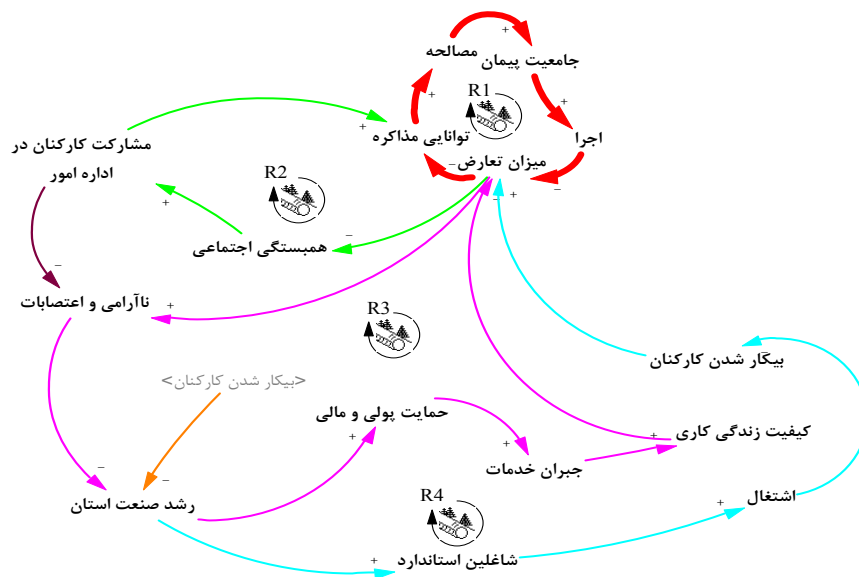 مصالحه
جامعیت پیمان
R1
توانایی مذاکره
اجرا
میزان تعارض
مشارکت کارکنان در
اداره امور
R2
همبستگی اجتماعی
ناآرامی و اعتصابات
R3
بیکار شدن کارکنان
<بیکار شدن کارکنان>
حمایت پولی و مالی
کیفیت زندگی کاری
جبران خدمات
اشتغال
رشد صنعت استان
R4
شاغلین استاندارد